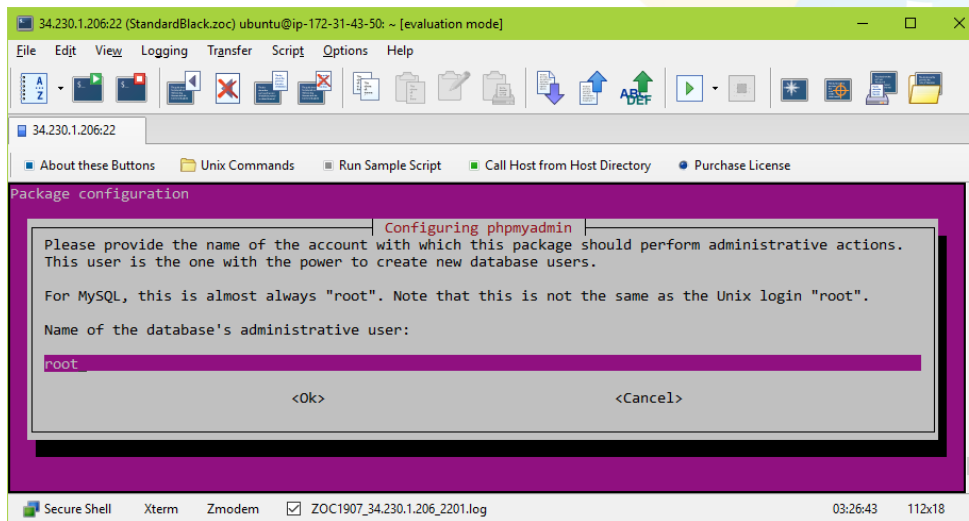 34.230.1.206:22 (StandardBlack.zoc) ubuntu@ip-172-31-43-50: ~ [evaluation mode]
File Edit View Logging Transfer Script Options Help
34.230.1.206:22
About these Buttons Unix Commands Run Sample Script Call Host from Host Directory Purchase License
Package configuration
Configuring phpmyadmin
Please provide the name of the account with which this package should perform administrative actions.
This user is the one with the power to create new database users.
For MySQL, this is almost always "root". Note that this is not the same as the Unix login "root".
Name of the database's administrative user:
root
<Ok> <Cancel>
Secure Shell Xterm Zmodem ZOC1907_34.230.1.206_2201.log 03:26:43 112x18